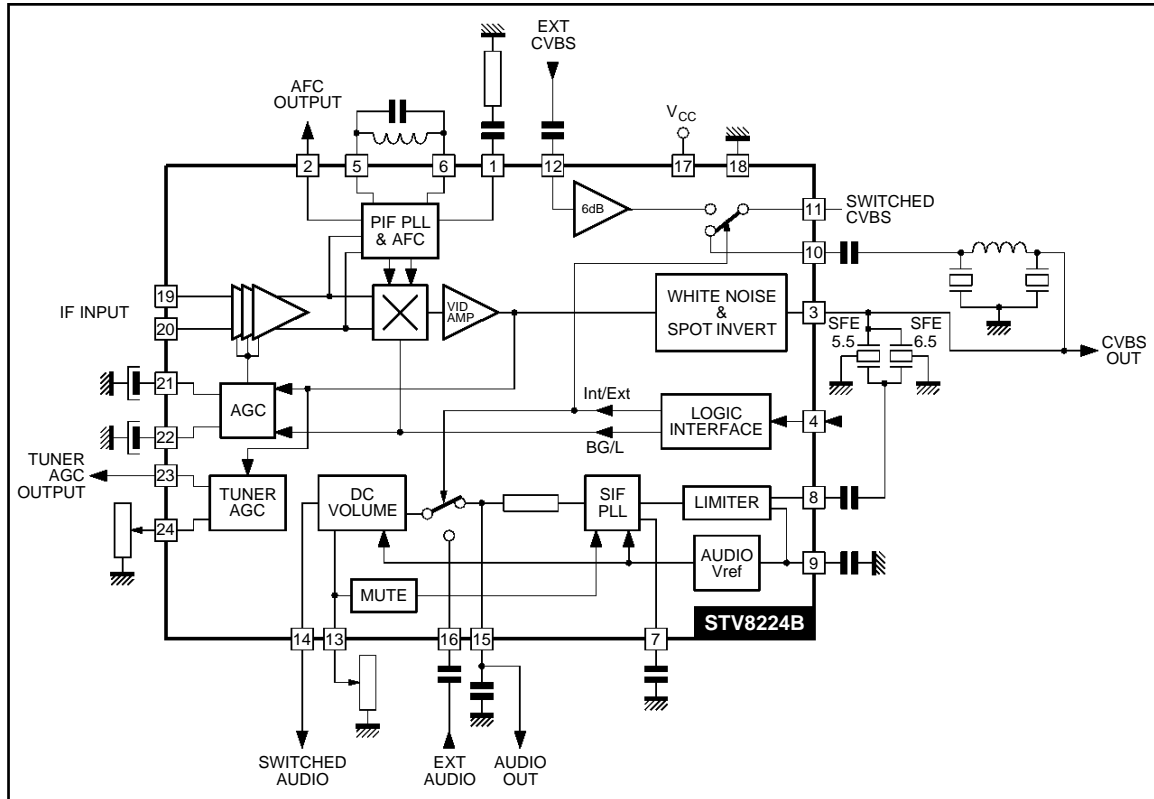 EXT
CVBS
AFC
OUTPUT
VCC
2
5
6
1
12
17
18
6dB
11
SWITCHED
CVBS
PIF PLL
& AFC
10
19
IF INPUT
20
VID
AMP
WHITE NOISE
&
SPOT INVERT
3
SFE
5.5
SFE
6.5
CVBS
OUT
21
AGC
22
Int/Ext
BG/L
LOGIC
INTERFACE
4
TUNER
AGC
OUTPUT
23
24
TUNER
AGC
DC
VOLUME
SIF
PLL
LIMITER
8
AUDIO
Vref
9
MUTE
STV8224B
14
13
16
15
7
SWITCHED
AUDIO
EXT
AUDIO
AUDIO
OUT